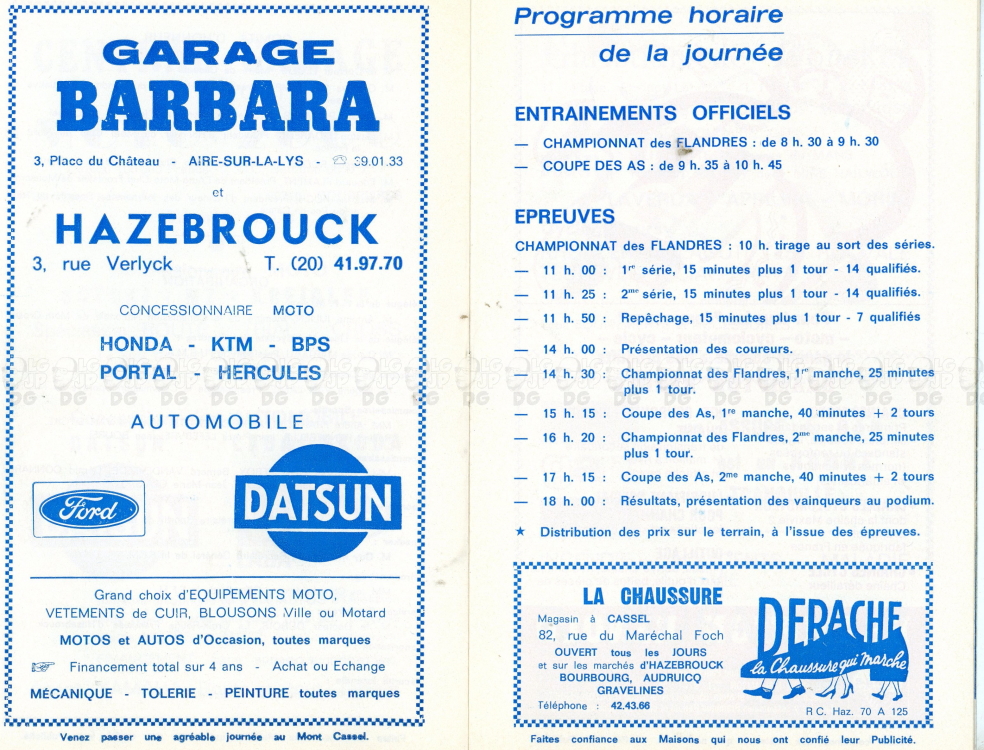 GARAGE
BARBARA
3, Place du Château - AIRE-SUR-LA-LYS - ☏ 39.01.33
et
HAZEBROUCK
3, rue Verlyck T. (20) 41.97.70
CONCESSIONNAIRE MOTO
HONDA - KTM - BPS
PORTAL - HERCULES
AUTOMOBILE
Ford
DATSUN
Grand choix d'EQUIPEMENTS MOTO,
VETEMENTS de CUIR, BLOUSONS Ville ou Motard
MOTOS et AUTOS d'Occasion, toutes marques
☞ Financement total sur 4 ans - Achat ou Echange
MÉCANIQUE - TOLERIE - PEINTURE toutes marques
Venez passer une agréable journée au Mont Cassel.
Programme horaire
de la journée
ENTRAINEMENTS OFFICIELS
— CHAMPIONNAT des FLANDRES : de 8 h. 30 à 9 h. 30
— COUPE DES AS : de 9 h. 35 à 10 h. 45
EPREUVES
CHAMPIONNAT des FLANDRES : 10 h. tirage au sort des séries.
— 11 h. 00 : 1re série, 15 minutes plus 1 tour - 14 qualifiés.
— 11 h. 25 : 2me série, 15 minutes plus 1 tour - 14 qualifiés.
— 11 h. 50 : Repêchage, 15 minutes plus 1 tour - 7 qualifiés
— 14 h. 00 : Présentation des coureurs.
— 14 h. 30 : Championnat des Flandres, 1re manche, 25 minutes
plus 1 tour.
— 15 h. 15 : Coupe des As, 1re manche, 40 minutes + 2 tours
— 16 h. 20 : Championnat des Flandres, 2me manche, 25 minutes
plus 1 tour.
— 17 h. 15 : Coupe des As, 2me manche, 40 minutes + 2 tours
— 18 h. 00 : Résultats, présentation des vainqueurs au podium.
★ Distribution des prix sur le terrain, à l'issue des épreuves.
LA CHAUSSURE
Magasin à CASSEL
82, rue du Maréchal Foch
OUVERT tous les JOURS
et sur les marchés d'HAZEBROUCK
BOURBOURG, AUDRUICQ
GRAVELINES
Téléphone : 42.43.66
DERACHE
la Chaussure qui marche
R C. Haz. 70 A 125
Faites confiance aux Maisons qui nous ont confié leur Publicité.